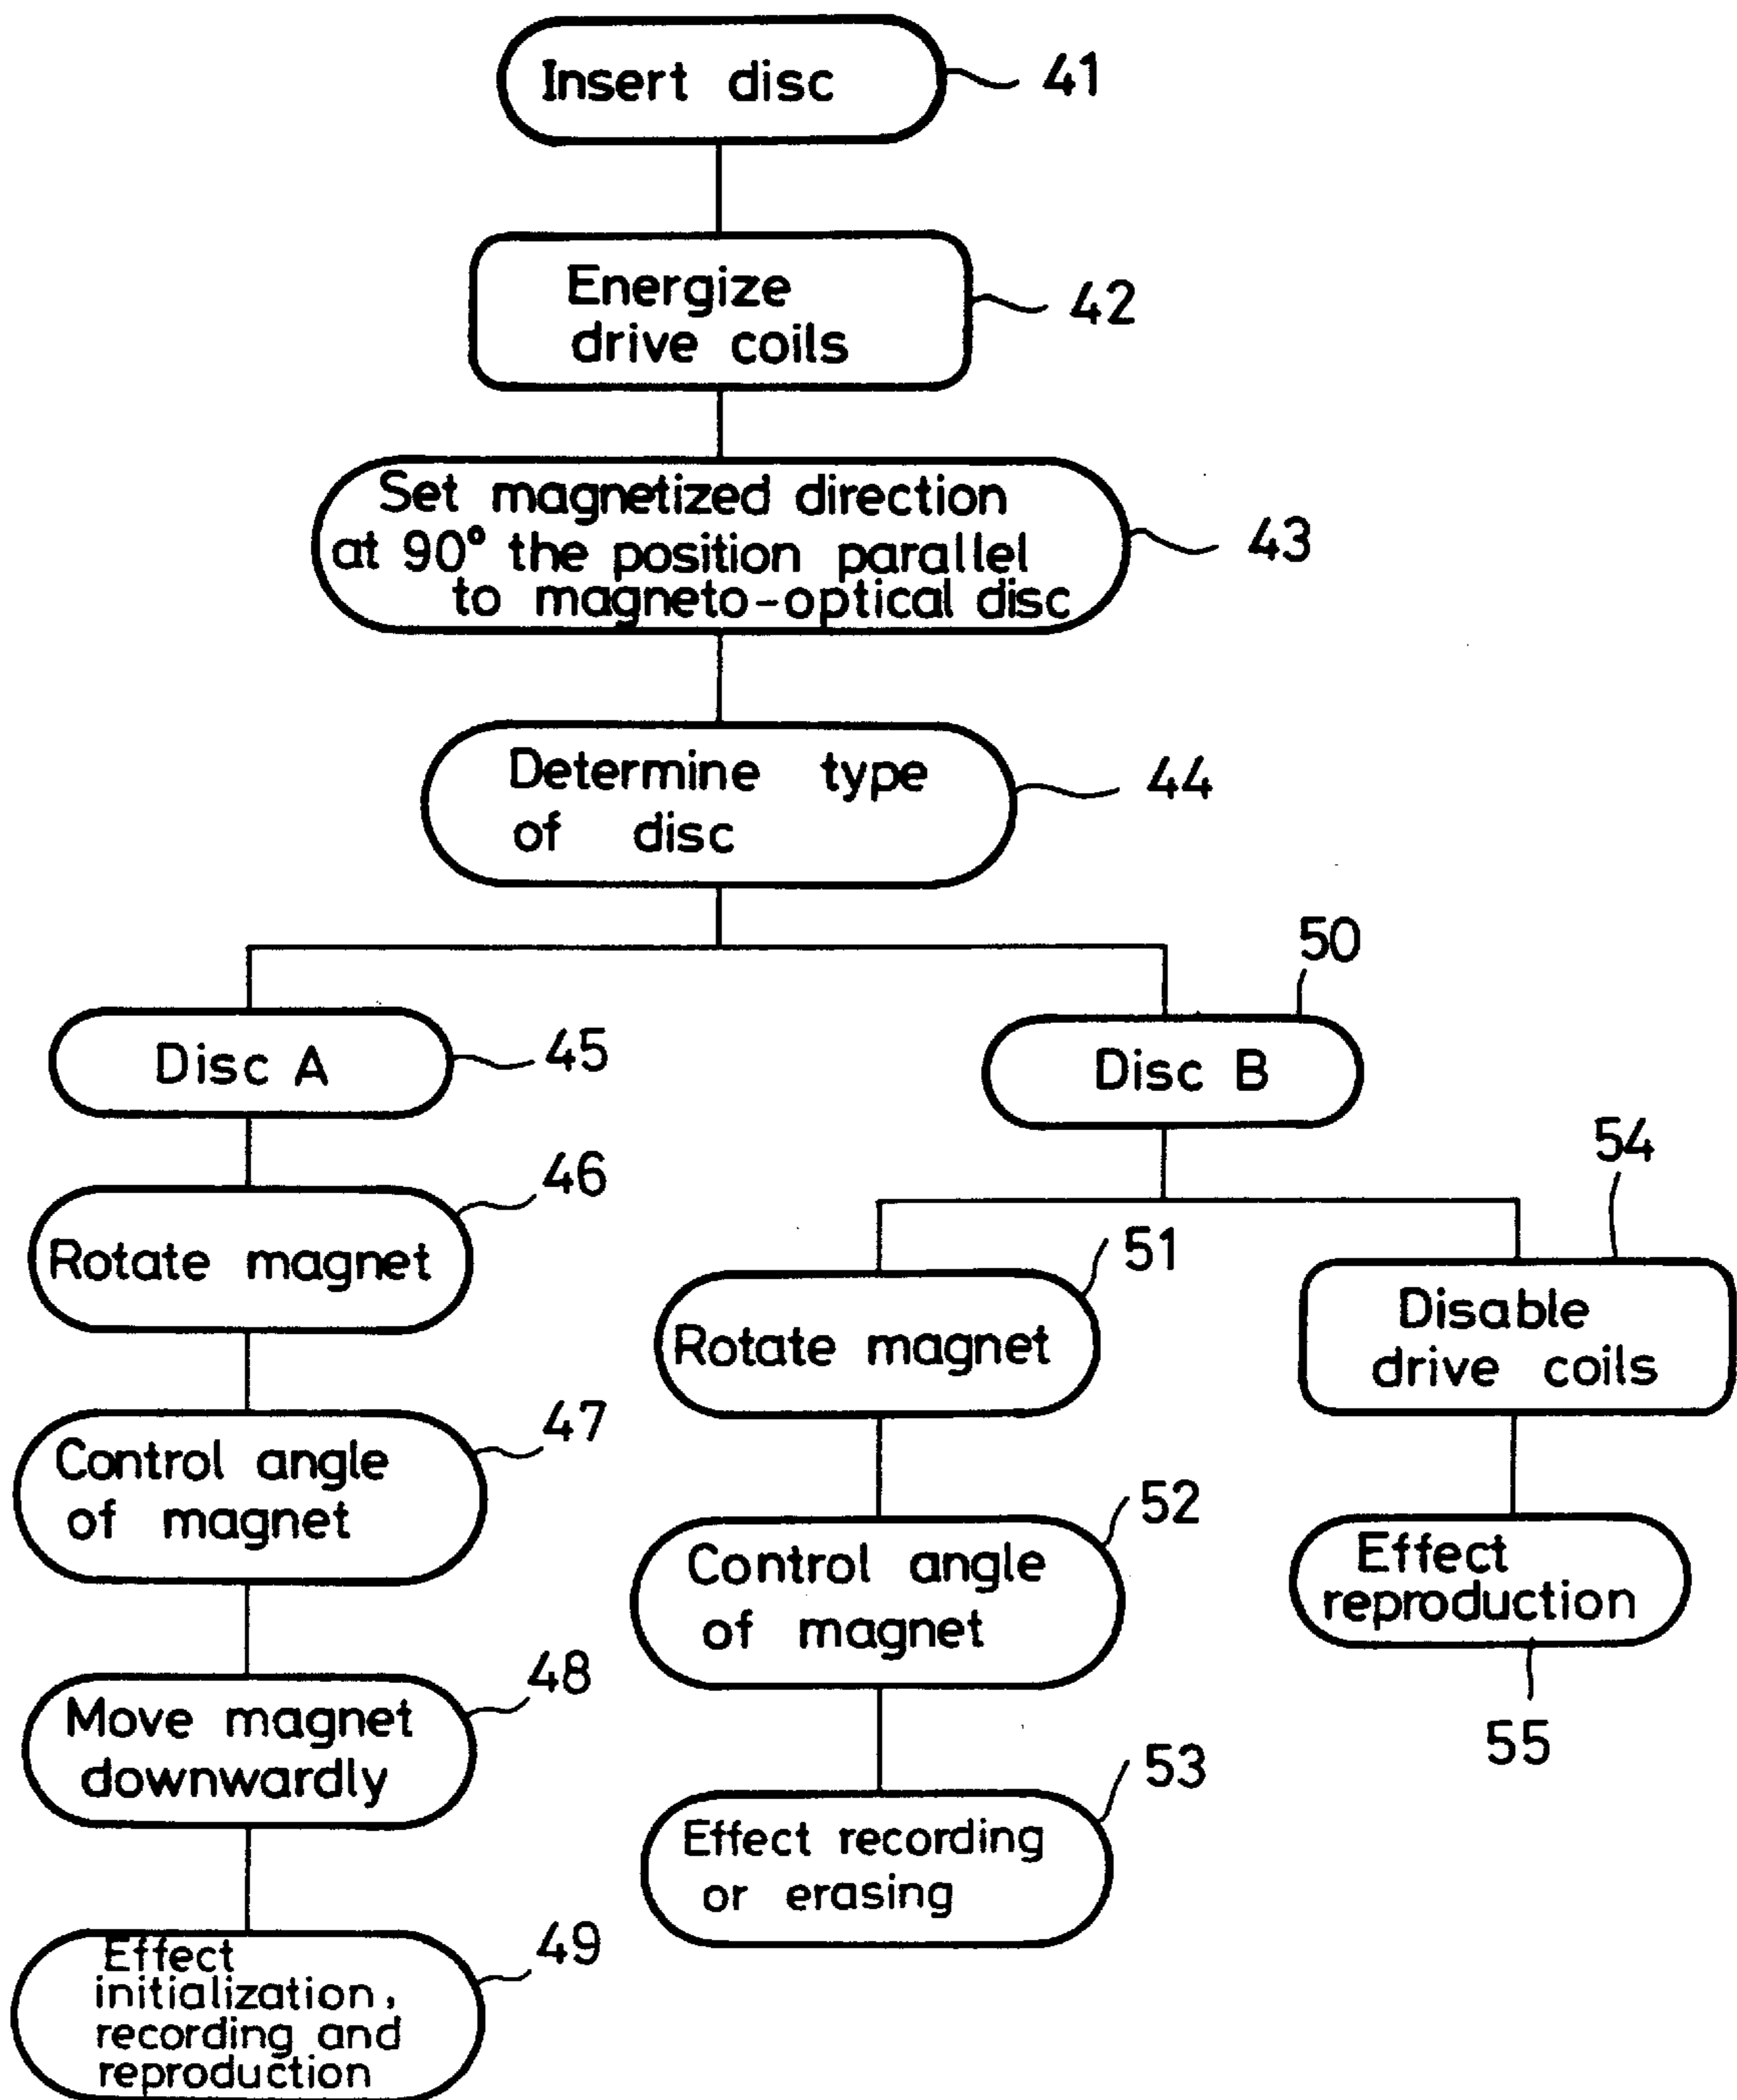 Insert disc
41
Energize
drive coils
42
Set magnetized direction
at 90° the position parallel
to magneto-optical disc
43
Determine type
of disc
44
Disc A
45
Rotate magnet
46
Control angle
of magnet
47
Move magnet
downwardly
48
Effect
initialization,
recording and
reproduction
49
Disc B
50
Rotate magnet
51
Control angle
of magnet
52
Effect recording
or erasing
53
Disable
drive coils
54
Effect
reproduction
55